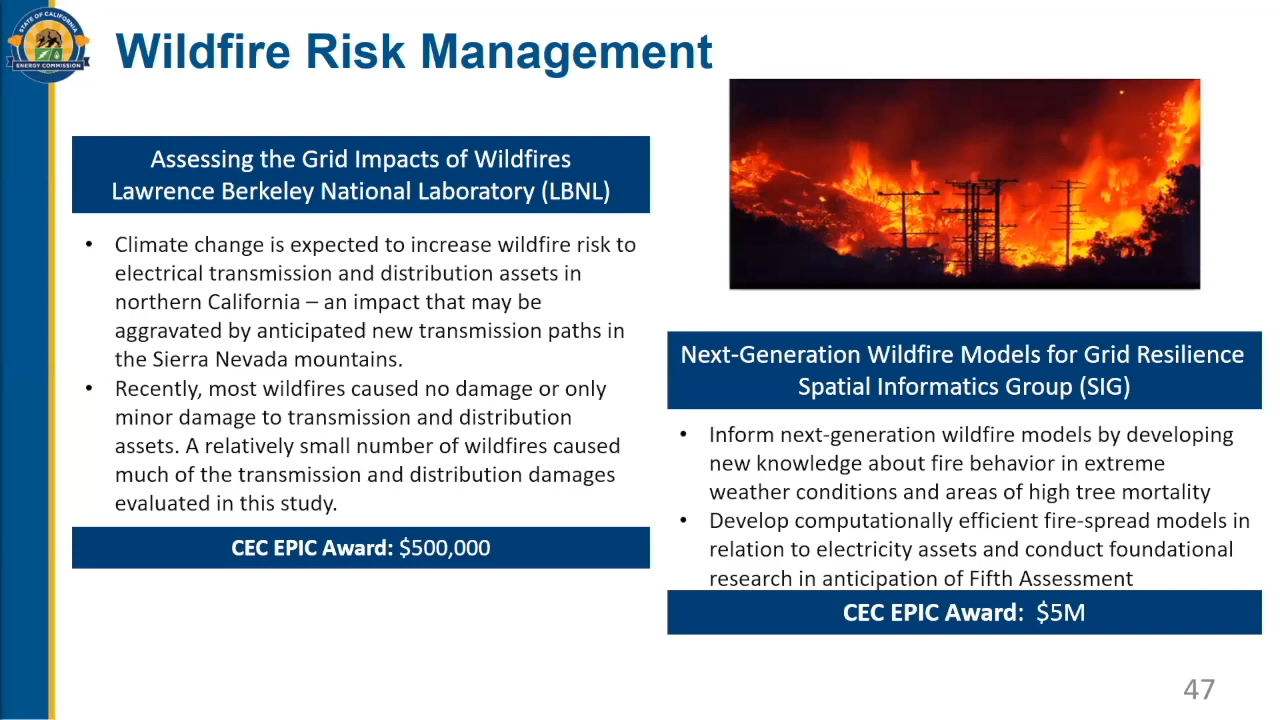 STATE OF CALIFORNIA
ENERGY COMMISSION
Wildfire Risk Management
Assessing the Grid Impacts of Wildfires
Lawrence Berkeley National Laboratory (LBNL)
• Climate change is expected to increase wildfire risk to
electrical transmission and distribution assets in
northern California – an impact that may be
aggravated by anticipated new transmission paths in
the Sierra Nevada mountains.
• Recently, most wildfires caused no damage or only
minor damage to transmission and distribution
assets. A relatively small number of wildfires caused
much of the transmission and distribution damages
evaluated in this study.
CEC EPIC Award: $500,000
Next-Generation Wildfire Models for Grid Resilience
Spatial Informatics Group (SIG)
• Inform next-generation wildfire models by developing
new knowledge about fire behavior in extreme
weather conditions and areas of high tree mortality
• Develop computationally efficient fire-spread models in
relation to electricity assets and conduct foundational
research in anticipation of Fifth Assessment
CEC EPIC Award: $5M
47